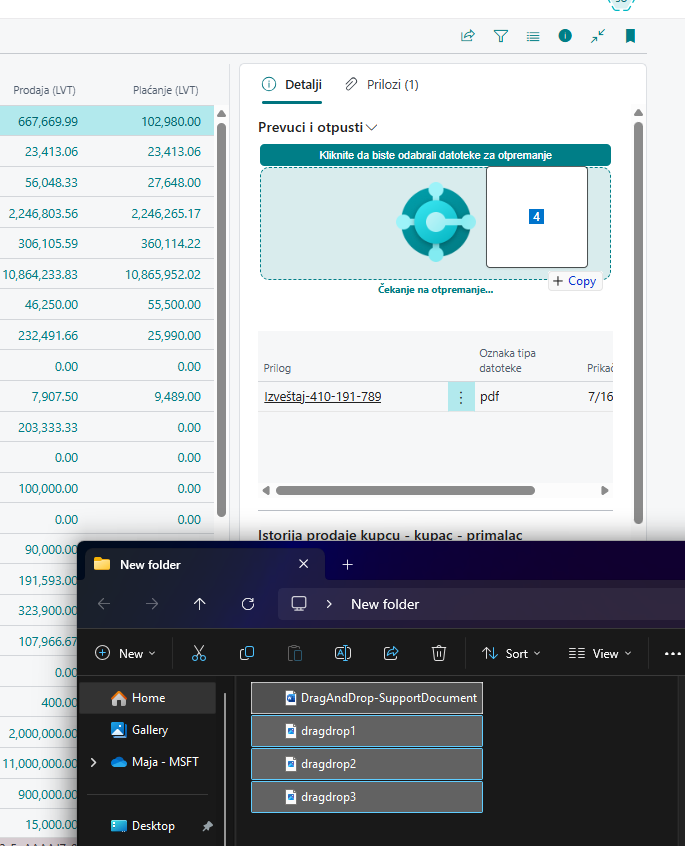 Prodaja (LVT) Plaćanje (LVT)
667,669.99 102,980.00
23,413.06 23,413.06
56,048.33 27,648.00
2,246,803.56 2,246,265.17
306,105.59 360,114.22
10,864,233.83 10,865,952.02
46,250.00 55,500.00
232,491.66 25,990.00
0.00 0.00
7,907.50 9,489.00
203,333.33 0.00
0.00 0.00
100,000.00 0.00
0.00 0.00
90,000.00
191,593.00
323,900.00
107,966.67
0.00
400.00
2,000,000.00
11,000,000.00
900,000.00
15,000.00
Detalji Prilozi (1)
Prevuci i otpusti
Kliknite da biste odabrali datoteke za otpremanje
4
Copy
Čekanje na otpremanje...
Prilog Oznaka tipa datoteke
Izveštaj-410-191-789 pdf 7/16
Istorija prodaje kupcu - kupac - primalac
New folder
New folder
New Sort View
Home
Gallery
Maja - MSFT
Desktop
DragAndDrop-SupportDocument
dragdrop1
dragdrop2
dragdrop3